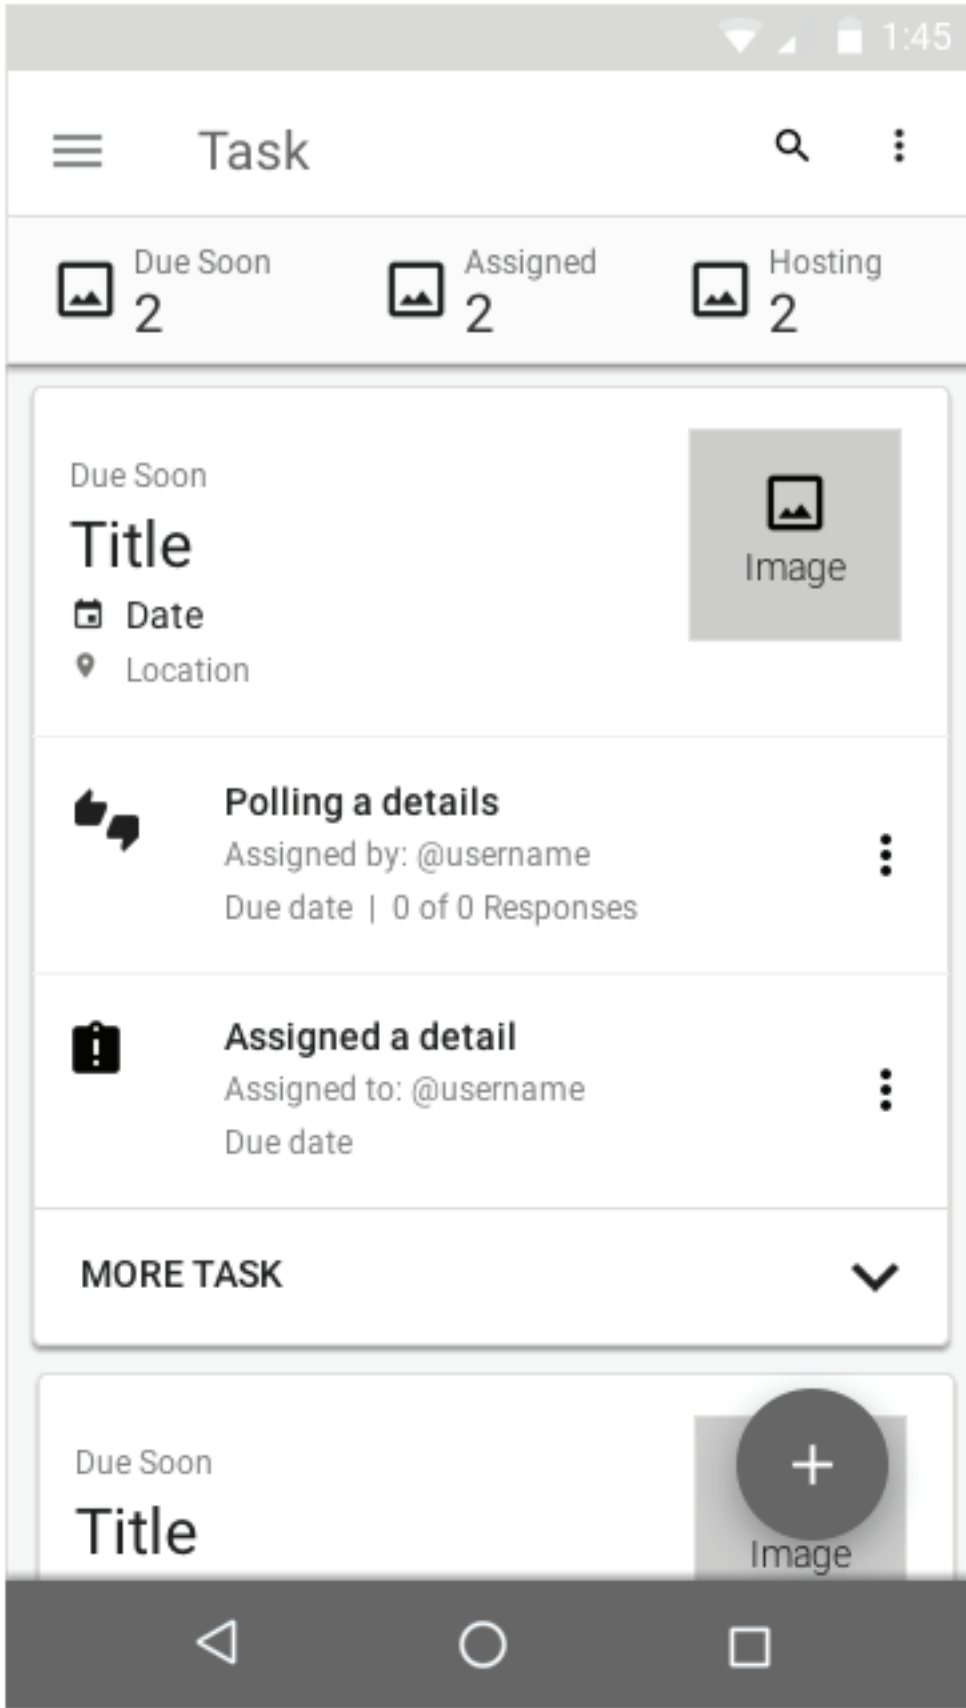 1:45
Task
Due Soon
2
Assigned
2
Hosting
2
Due Soon
Title
Date
Location
Image
Polling a details
Assigned by: @username
Due date | 0 of 0 Responses
Assigned a detail
Assigned to: @username
Due date
MORE TASK
Due Soon
Title
Image